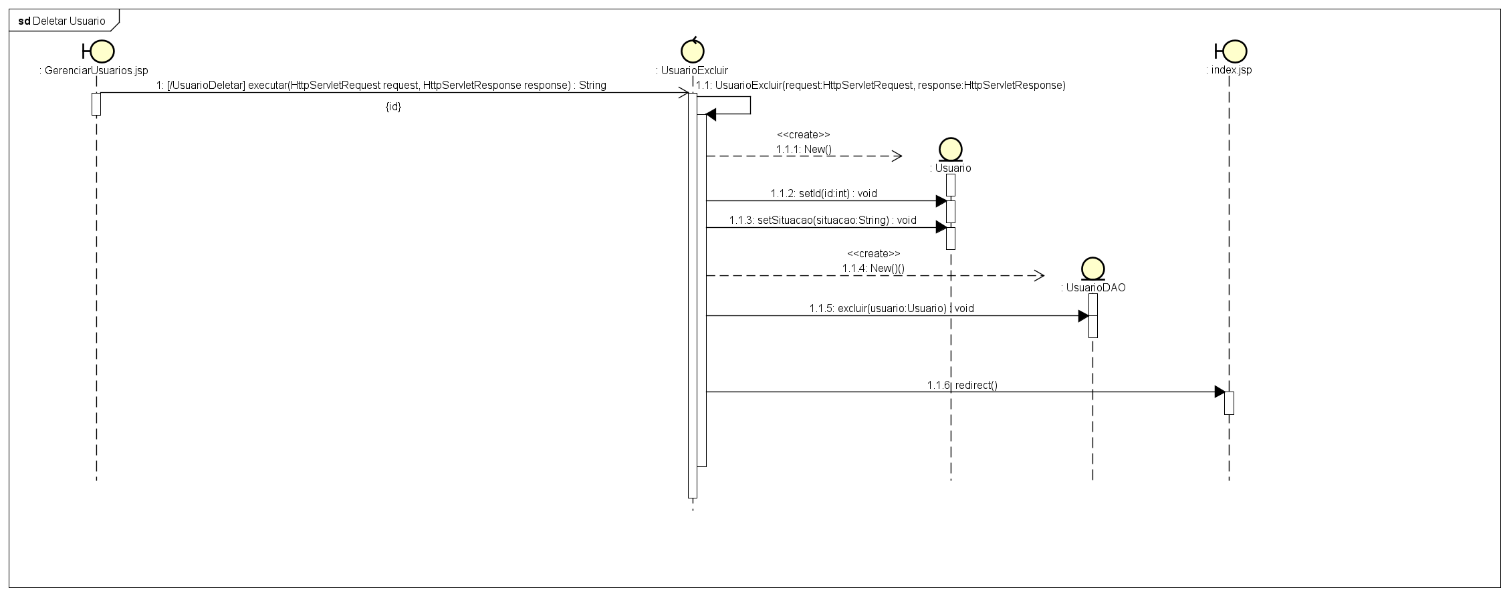 sd Deletar Usuario
: GerenciarUsuarios.jsp
: UsuarioExcluir
: index.jsp
1: [/UsuarioDeletar] executar(HttpServletRequest request, HttpServletResponse response) : String
{id}
1.1: UsuarioExcluir(request:HttpServletRequest, response:HttpServletResponse)
<<create>>
1.1.1: New()
: Usuario
1.1.2: setId(id:int) : void
1.1.3: setSituacao(situacao:String) : void
<<create>>
1.1.4: New()()
: UsuarioDAO
1.1.5: excluir(usuario:Usuario) : void
1.1.6: redirect()